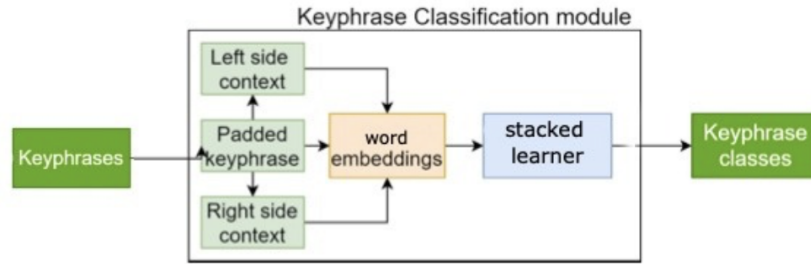 Keyphrase Classification module
Left side
context
Keyphrases
Padded
keyphrase
word
embeddings
stacked
learner
Keyphrase
classes
Right side
context